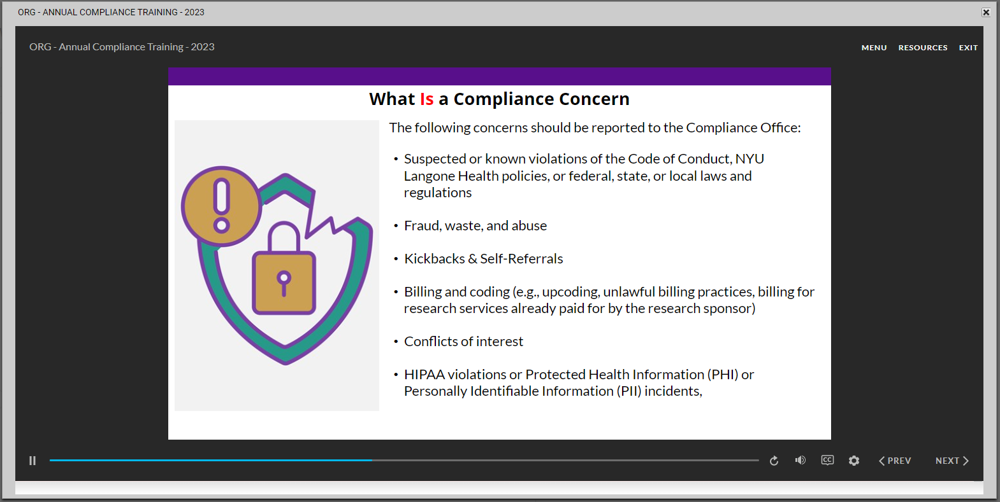 ORG - ANNUAL COMPLIANCE TRAINING - 2023
ORG - Annual Compliance Training - 2023
MENU RESOURCES EXIT
What Is a Compliance Concern
The following concerns should be reported to the Compliance Office:
• Suspected or known violations of the Code of Conduct, NYU
Langone Health policies, or federal, state, or local laws and
regulations
• Fraud, waste, and abuse
• Kickbacks & Self-Referrals
• Billing and coding (e.g., upcoding, unlawful billing practices, billing for
research services already paid for by the research sponsor)
• Conflicts of interest
• HIPAA violations or Protected Health Information (PHI) or
Personally Identifiable Information (PII) incidents,
CC PREV NEXT